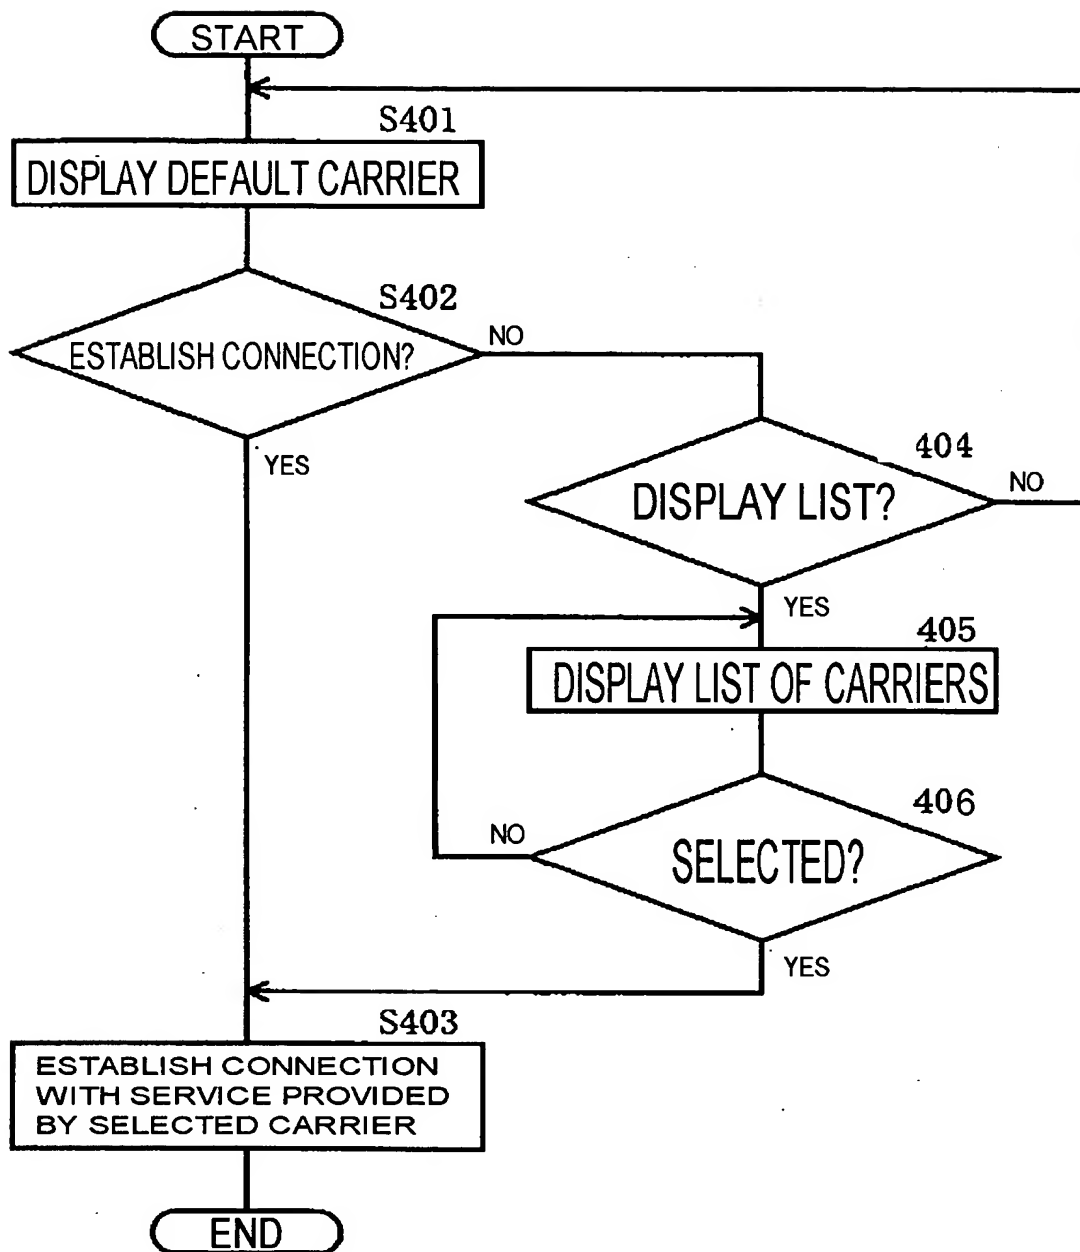 START
S401
DISPLAY DEFAULT CARRIER
S402
ESTABLISH CONNECTION?
NO
YES
404
DISPLAY LIST?
NO
YES
405
DISPLAY LIST OF CARRIERS
406
NO
SELECTED?
YES
S403
ESTABLISH CONNECTION
WITH SERVICE PROVIDED
BY SELECTED CARRIER
END